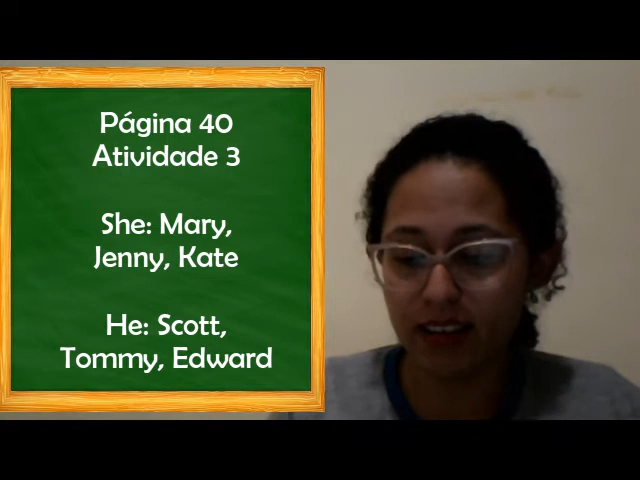 Página 40
Atividade 3
She: Mary,
Jenny, Kate
He: Scott,
Tommy, Edward